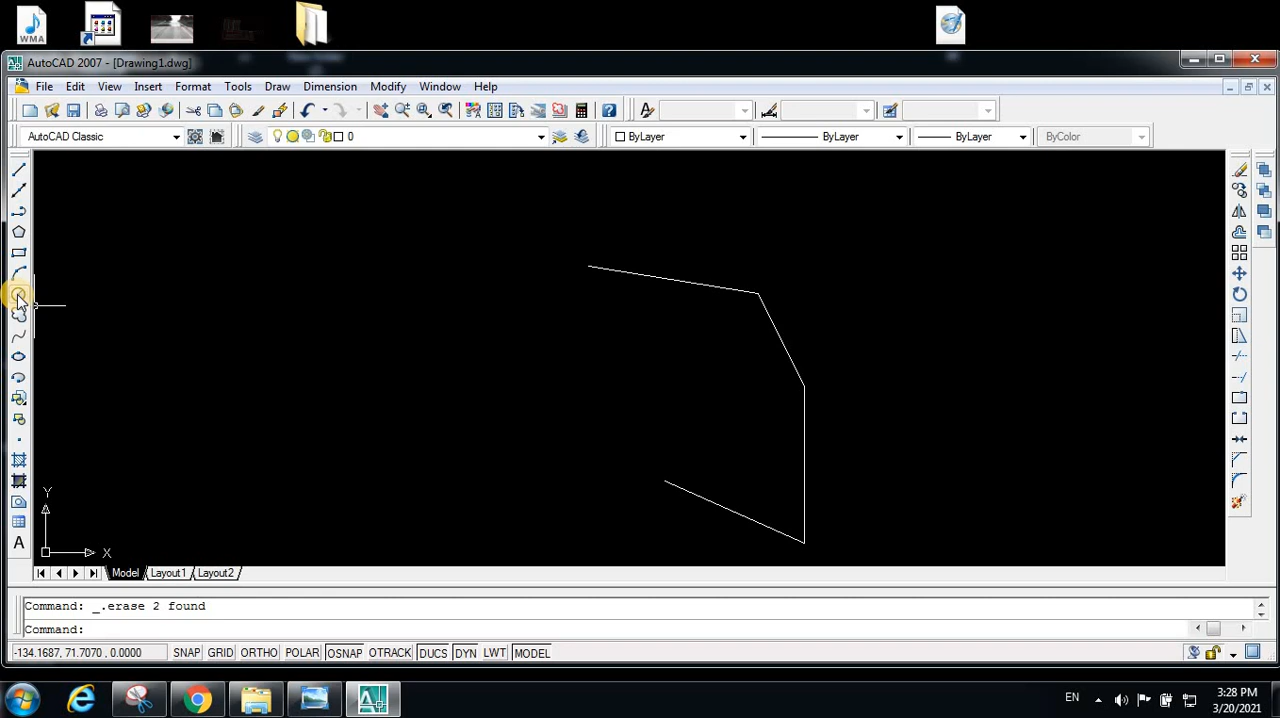 WMA
AutoCAD 2007 - [Drawing1.dwg]
File Edit View Insert Format Tools Draw Dimension Modify Window Help
AutoCAD Classic 0 ByLayer ByLayer ByLayer ByColor
Y
X
A
Model Layout1 Layout2
Command: _.erase 2 found
Command:
-134.1687, 71.7070 , 0.0000 SNAP GRID ORTHO POLAR OSNAP OTRACK DUCS DYN LWT MODEL
EN 3:28 PM
3/20/2021